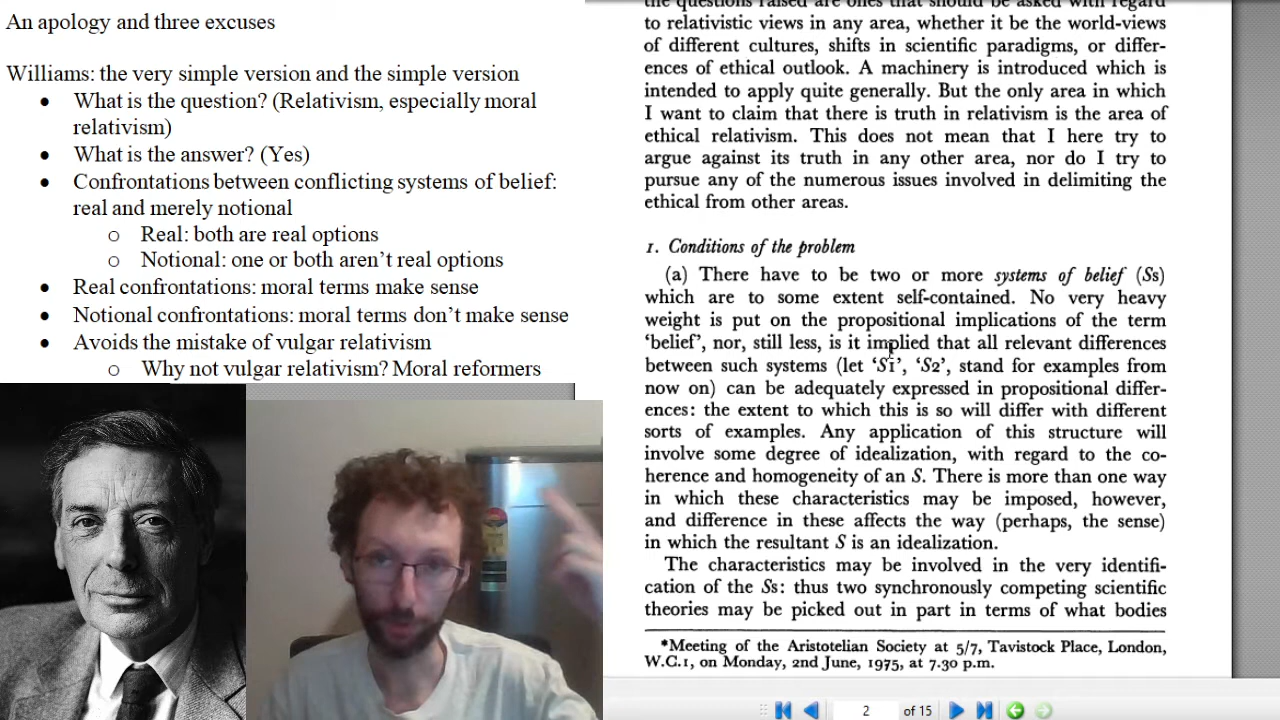 An apology and three excuses
Williams: the very simple version and the simple version
• What is the question? (Relativism, especially moral
relativism)
• What is the answer? (Yes)
• Confrontations between conflicting systems of belief:
real and merely notional
o Real: both are real options
o Notional: one or both aren’t real options
• Real confrontations: moral terms make sense
• Notional confrontations: moral terms don’t make sense
• Avoids the mistake of vulgar relativism
o Why not vulgar relativism? Moral reformers
the questions raised are ones that should be asked with regard
to relativistic views in any area, whether it be the world-views
of different cultures, shifts in scientific paradigms, or differ-
ences of ethical outlook. A machinery is introduced which is
intended to apply quite generally. But the only area in which
I want to claim that there is truth in relativism is the area of
ethical relativism. This does not mean that I here try to
argue against its truth in any other area, nor do I try to
pursue any of the numerous issues involved in delimiting the
ethical from other areas.
1. Conditions of the problem
(a) There have to be two or more systems of belief (Ss)
which are to some extent self-contained. No very heavy
weight is put on the propositional implications of the term
‘belief’, nor, still less, is it implied that all relevant differences
between such systems (let ‘S1’, ‘S2’, stand for examples from
now on) can be adequately expressed in propositional differ-
ences: the extent to which this is so will differ with different
sorts of examples. Any application of this structure will
involve some degree of idealization, with regard to the co-
herence and homogeneity of an S. There is more than one way
in which these characteristics may be imposed, however,
and difference in these affects the way (perhaps, the sense)
in which the resultant S is an idealization.
The characteristics may be involved in the very identifi-
cation of the Ss: thus two synchronously competing scientific
theories may be picked out in part in terms of what bodies
*Meeting of the Aristotelian Society at 5/7, Tavistock Place, London,
W.C.1, on Monday, 2nd June, 1975, at 7.30 p.m.
2 of 15